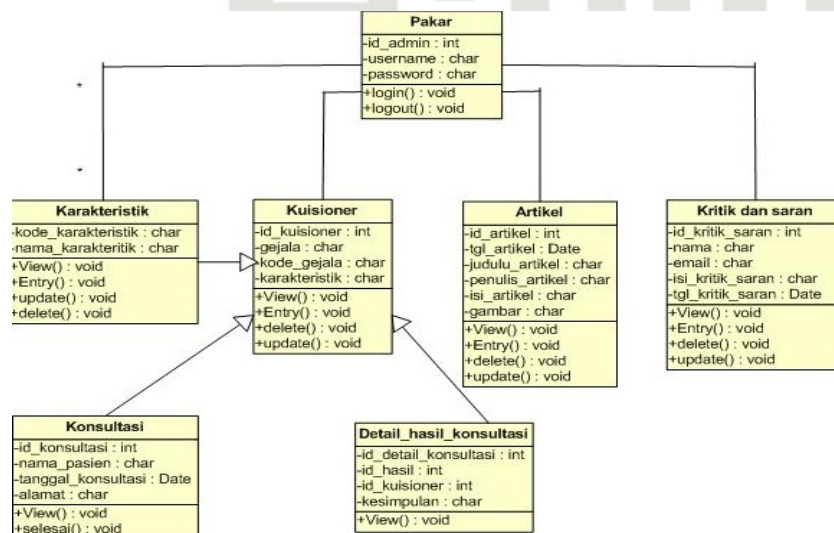 Pakar
-id_admin : int
-username : char
-password : char
+login() : void
+logout() : void
*
*
Karakteristik
-kode_karakteristik : char
-nama_karakteritik : char
+View() : void
+Entry() : void
+update() : void
+delete() : void
Kuisioner
-id_kuisioner : int
-gejala : char
-kode_gejala : char
-karakteristik : char
+View() : void
+Entry() : void
+delete() : void
+update() : void
Artikel
-id_artikel : int
-tgl_artikel : Date
-judulu_artikel : char
-penulis_artikel : char
-isi_artikel : char
-gambar : char
+View() : void
+Entry() : void
+delete() : void
+update() : void
Kritik dan saran
-id_kritik_saran : int
-nama : char
-email : char
-isi_kritik_saran : char
-tgl_kritik_saran : Date
+View() : void
+Entry() : void
+delete() : void
+update() : void
Konsultasi
-id_konsultasi : int
-nama_pasien : char
-tanggal_konsultasi : Date
-alamat : char
+View() : void
+selesai() : void
Detail_hasil_konsultasi
-id_detail_konsultasi : int
-id_hasil : int
-id_kuisioner : int
-kesimpulan : char
+View() : void